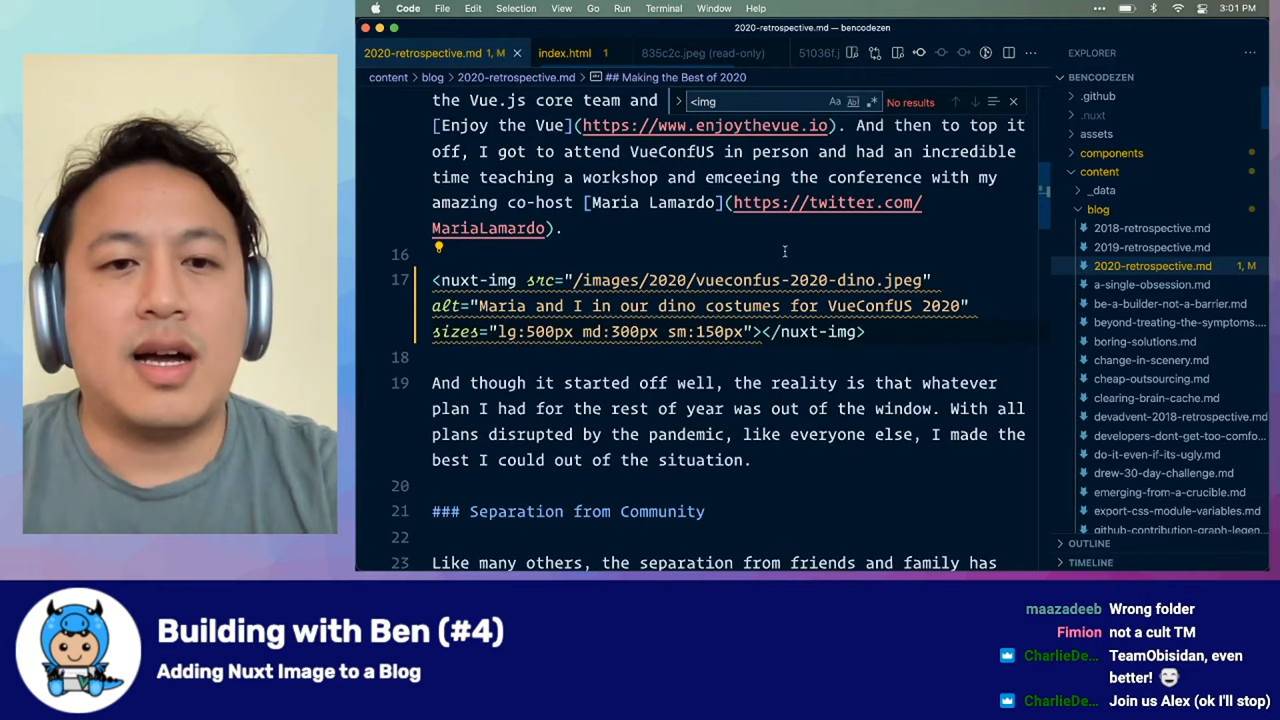 Code File Edit Selection View Go Run Terminal Window Help 3:01 PM
2020-retrospective.md — bencodezen
2020-retrospective.md 1, M index.html 1 835c2c.jpeg (read-only) 51036f.j
content > blog > 2020-retrospective.md > ## Making the Best of 2020
<img Aa Abl No results
the Vue.js core team and
[Enjoy the Vue](https://www.enjoythevue.io). And then to top it
off, I got to attend VueConfUS in person and had an incredible
time teaching a workshop and emceeing the conference with my
amazing co-host [Maria Lamardo](https://twitter.com/
MariaLamardo).
16
17 <nuxt-img src="/images/2020/vueconfus-2020-dino.jpeg"
alt="Maria and I in our dino costumes for VueConfUS 2020"
sizes="lg:500px md:300px sm:150px"></nuxt-img>
18
19 And though it started off well, the reality is that whatever
plan I had for the rest of year was out of the window. With all
plans disrupted by the pandemic, like everyone else, I made the
best I could out of the situation.
20
21 ### Separation from Community
22
23 Like many others, the separation from friends and family has
EXPLORER
BENCODEZEN
.github
.nuxt
assets
components
content
_data
blog
2018-retrospective.md
2019-retrospective.md
2020-retrospective.md 1, M
a-single-obsession.md
be-a-builder-not-a-barrier.md
beyond-treating-the-symptoms....
boring-solutions.md
change-in-scenery.md
cheap-outsourcing.md
clearing-brain-cache.md
devadvent-2018-retrospective.md
developers-dont-get-too-comfo...
do-it-even-if-its-ugly.md
drew-30-day-challenge.md
emerging-from-a-crucible.md
export-css-module-variables.md
github-contribution-graph-legen...
OUTLINE
TIMELINE
Building with Ben (#4)
Adding Nuxt Image to a Blog
maazadeeb Wrong folder
Fimion not a cult TM
CharlieDe... TeamObisidan, even
better!
CharlieDe... Join us Alex (ok I'll stop)